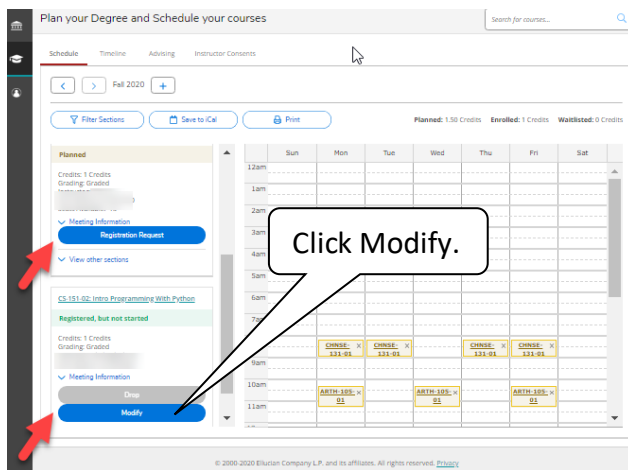 Plan your Degree and Schedule your courses
Search for courses...
Schedule Timeline Advising Instructor Consents
Fall 2020
Filter Sections Save to iCal Print
Planned: 1.50 Credits Enrolled: 1 Credits Waitlisted: 0 Credits
Planned
Credits: 1 Credits
Grading: Graded
Meeting Information
Registration Request
View other sections
CS-151-02: Intro Programming With Python
Registered, but not started
Credits: 1 Credits
Grading: Graded
Meeting Information
Drop
Modify
Sun Mon Tue Wed Thu Fri Sat
12am
1am
2am
3am
4am
5am
6am
7am
CHNSE- X CHNSE- X CHNSE- X CHNSE- X
131-01 131-01 131-01 131-01
9am
10am
ARTH-105- x ARTH-105- x ARTH-105- x
01 01 01
11am
Click Modify.
© 2000-2020 Ellucian Company L.P. and its affiliates. All rights reserved. Privacy